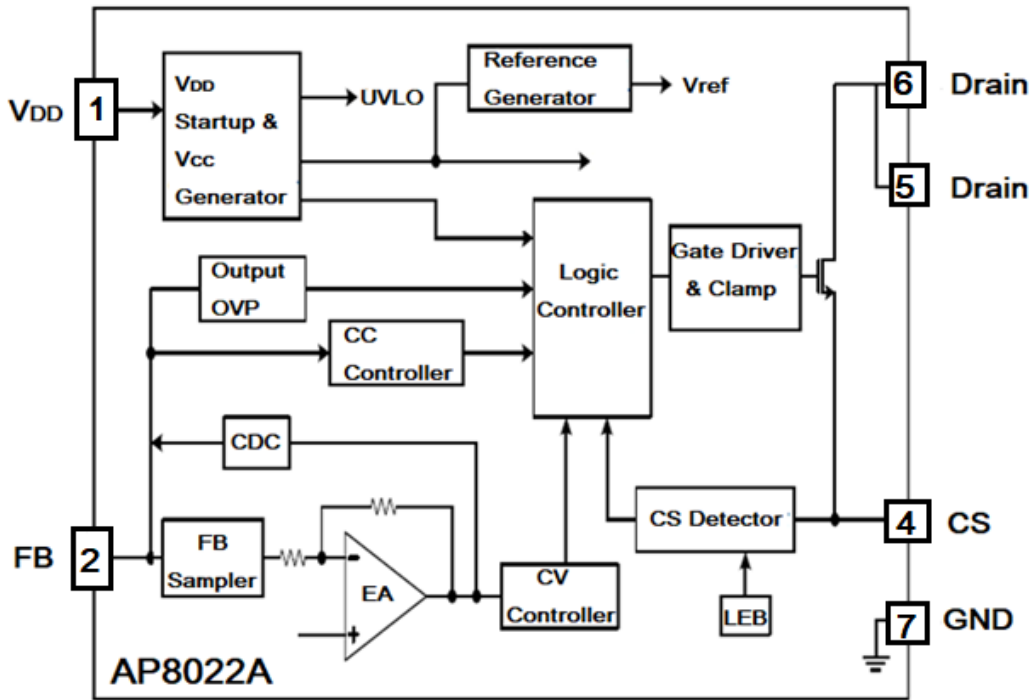 VDD
1
VDD
Startup &
Vcc
Generator
UVLO
Reference
Generator
Vref
6
Drain
5
Drain
Output
OVP
CC
Controller
Logic
Controller
Gate Driver
& Clamp
CDC
FB
2
FB
Sampler
-
+
EA
CV
Controller
CS Detector
LEB
4
CS
7
GND
AP8022A